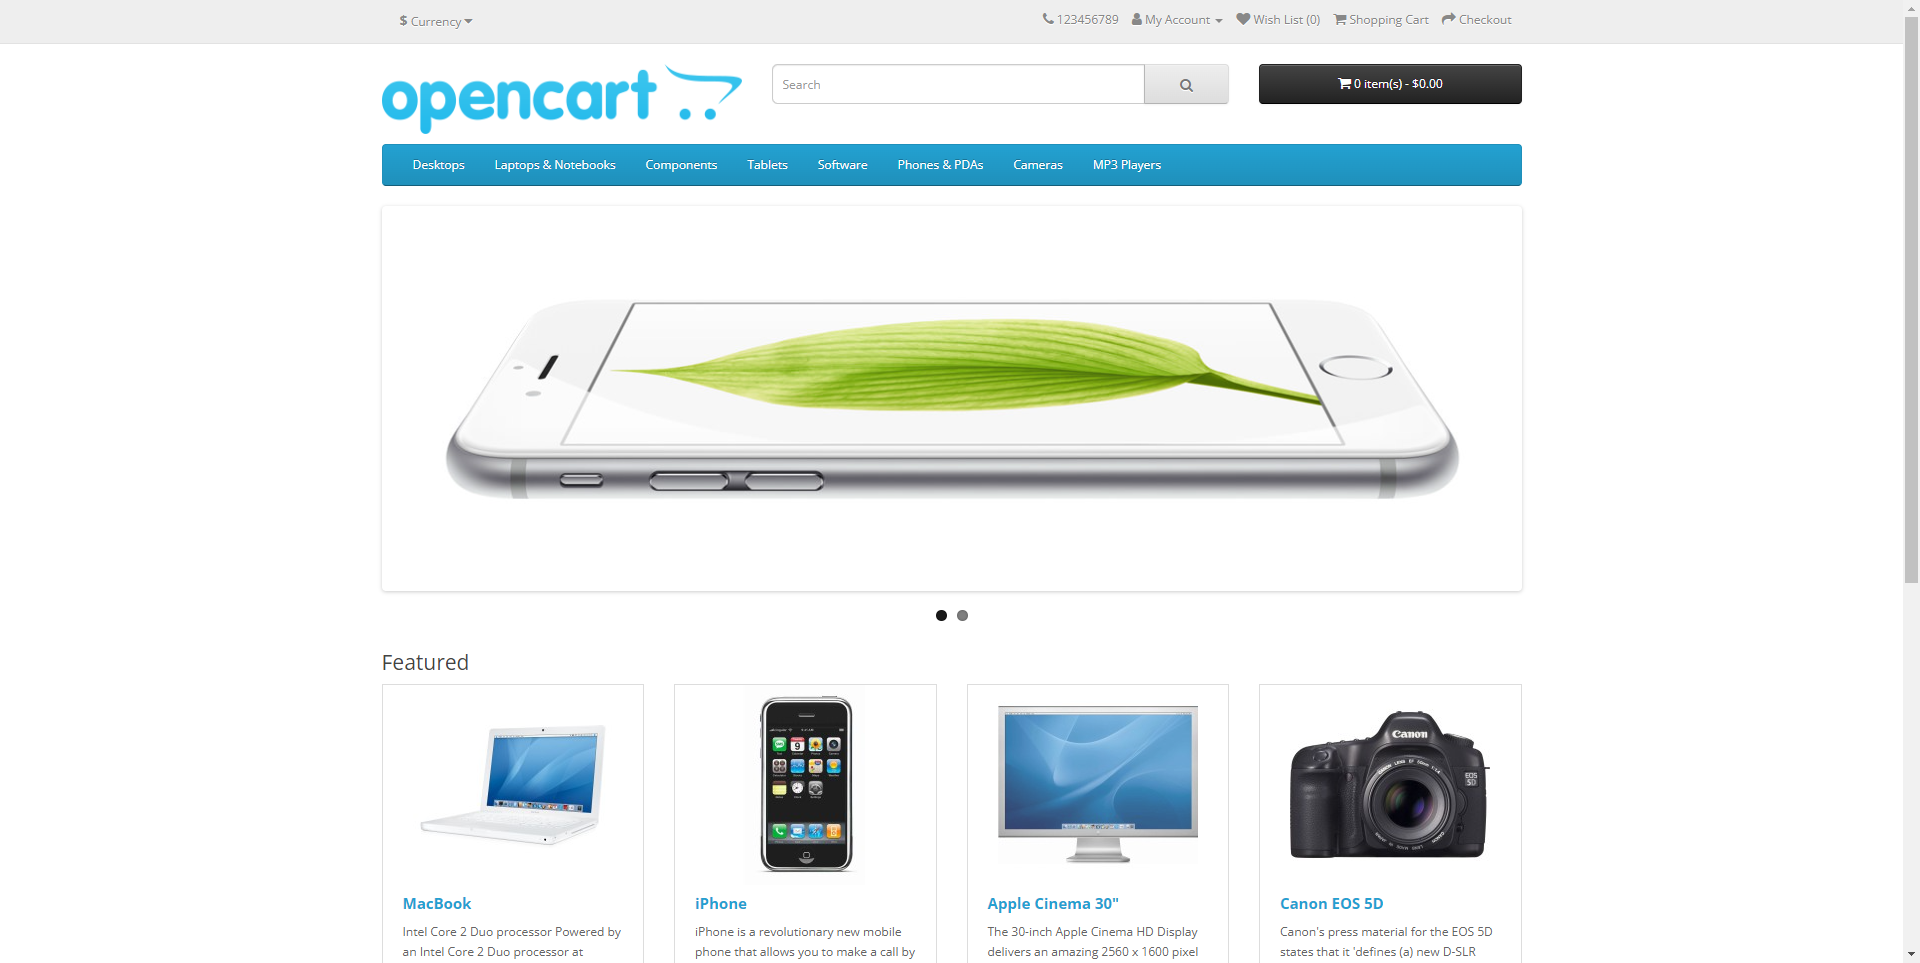 $ Currency
123456789 My Account Wish List (0) Shopping Cart Checkout
opencart
Search
0 item(s) - $0.00
Desktops Laptops & Notebooks Components Tablets Software Phones & PDAs Cameras MP3 Players
Featured
Canon
EOS
5D
MacBook
Intel Core 2 Duo processor Powered by
an Intel Core 2 Duo processor at
iPhone
iPhone is a revolutionary new mobile
phone that allows you to make a call by
Apple Cinema 30"
The 30-inch Apple Cinema HD Display
delivers an amazing 2560 x 1600 pixel
Canon EOS 5D
Canon's press material for the EOS 5D
states that it 'defines (a) new D-SLR